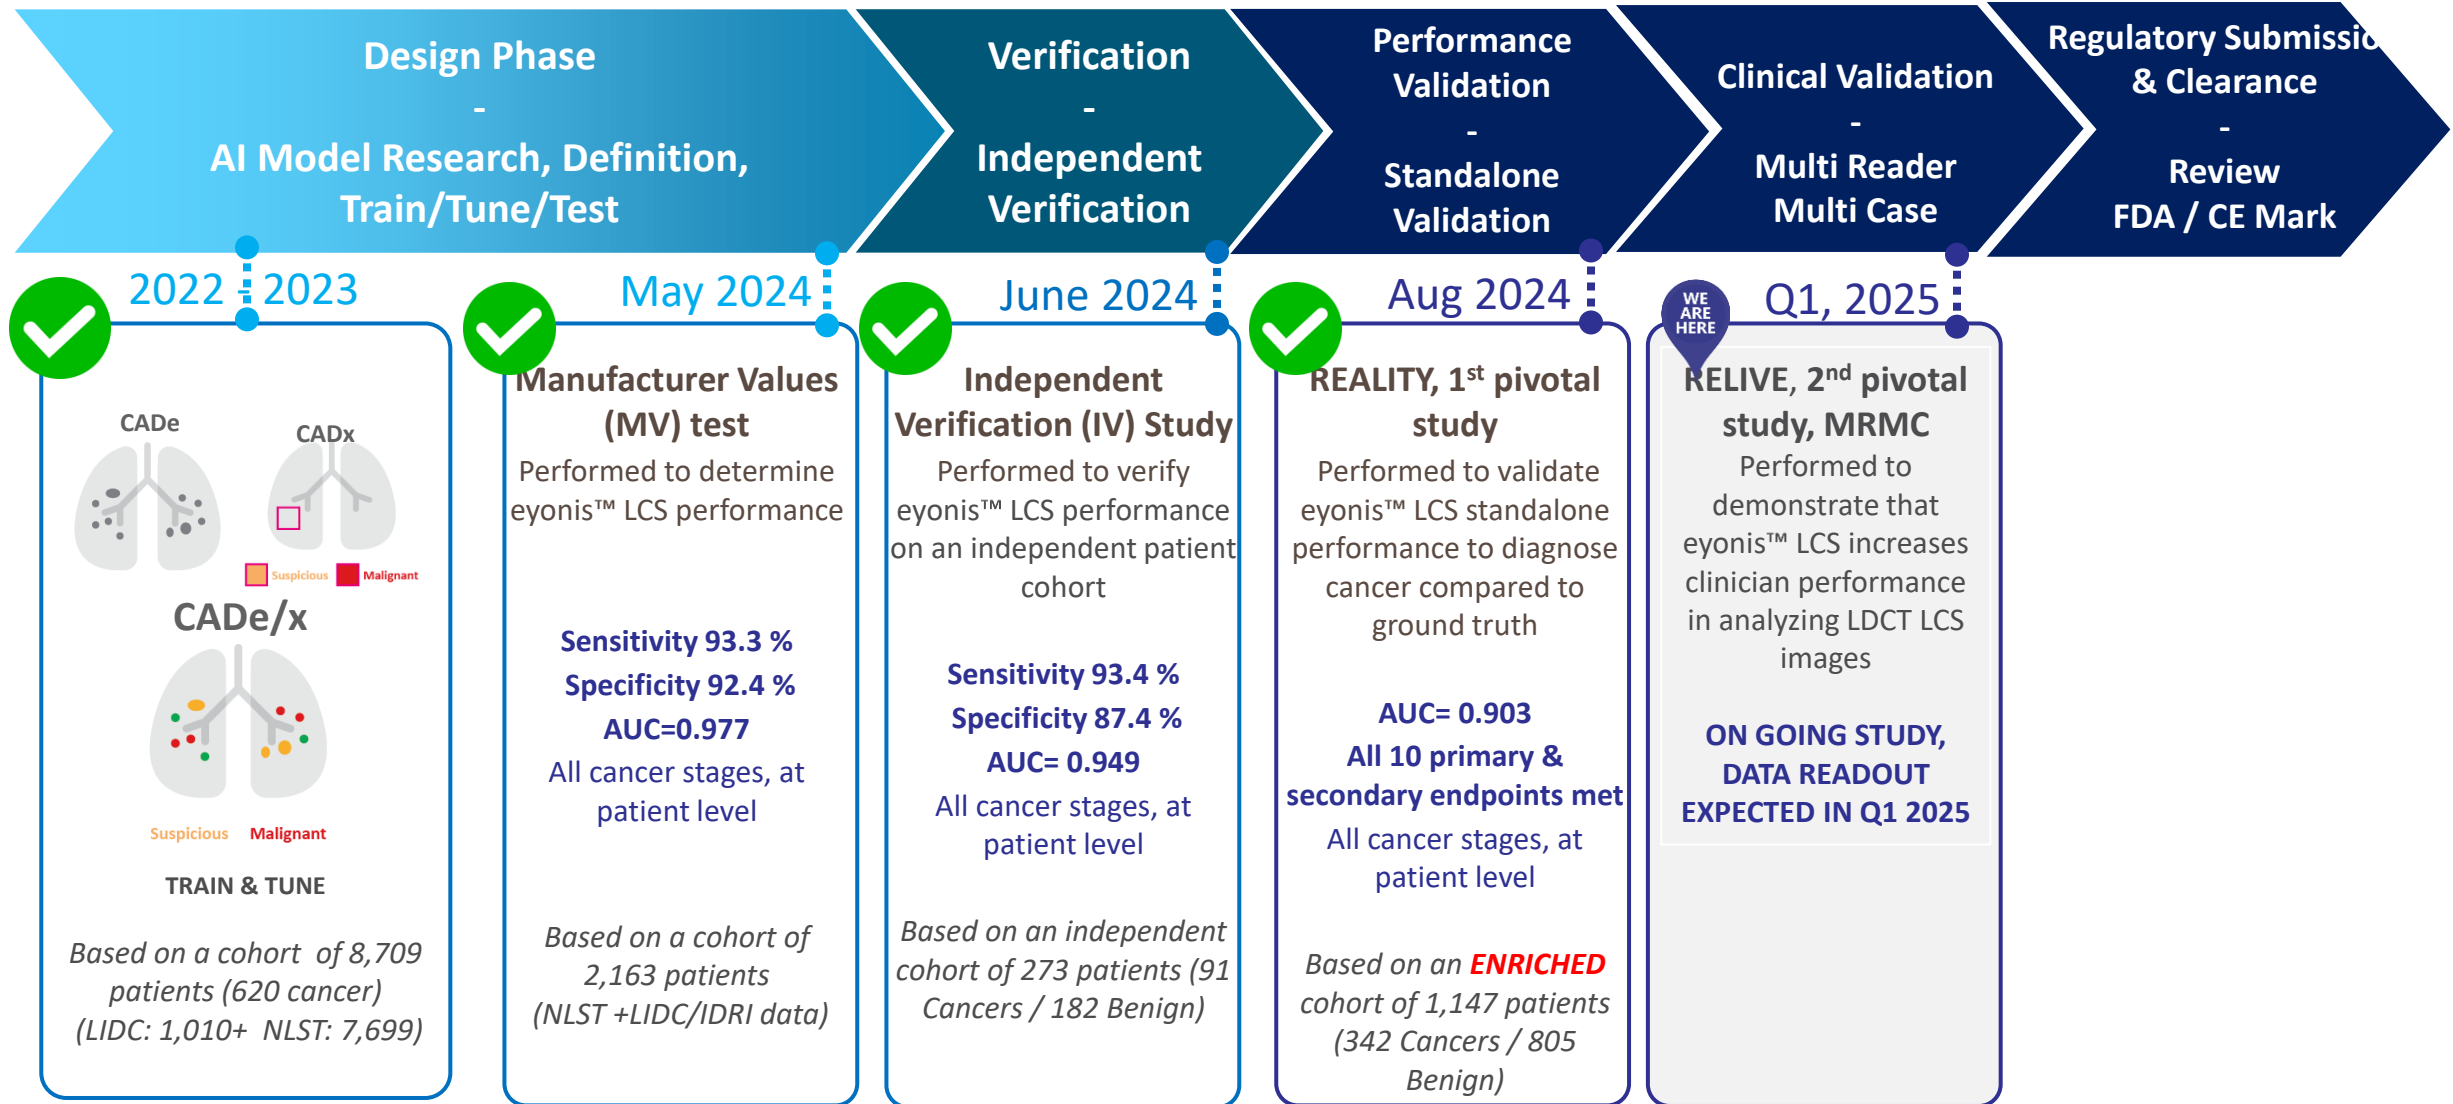 Design Phase
-
AI Model Research, Definition,
Train/Tune/Test
Verification
-
Independent
Verification
Performance
Validation
-
Standalone
Validation
Clinical Validation
-
Multi Reader
Multi Case
Regulatory Submissio
& Clearance
-
Review
FDA / CE Mark
2022 - 2023
CADe
CADx
Suspicious
Malignant
CADe/x
Suspicious
Malignant
TRAIN & TUNE
Based on a cohort of 8,709
patients (620 cancer)
(LIDC: 1,010+ NLST: 7,699)
May 2024
Manufacturer Values
(MV) test
Performed to determine
eyonis™ LCS performance
Sensitivity 93.3 %
Specificity 92.4 %
AUC=0.977
All cancer stages, at
patient level
Based on a cohort of
2,163 patients
(NLST +LIDC/IDRI data)
June 2024
Independent
Verification (IV) Study
Performed to verify
eyonis™ LCS performance
on an independent patient
cohort
Sensitivity 93.4 %
Specificity 87.4 %
AUC= 0.949
All cancer stages, at
patient level
Based on an independent
cohort of 273 patients (91
Cancers / 182 Benign)
Aug 2024
REALITY, 1st pivotal
study
Performed to validate
eyonis™ LCS standalone
performance to diagnose
cancer compared to
ground truth
AUC= 0.903
All 10 primary &
secondary endpoints met
All cancer stages, at
patient level
Based on an ENRICHED
cohort of 1,147 patients
(342 Cancers / 805
Benign)
WE
ARE
HERE
Q1, 2025
RELIVE, 2nd pivotal
study, MRMC
Performed to
demonstrate that
eyonis™ LCS increases
clinician performance
in analyzing LDCT LCS
images
ON GOING STUDY,
DATA READOUT
EXPECTED IN Q1 2025